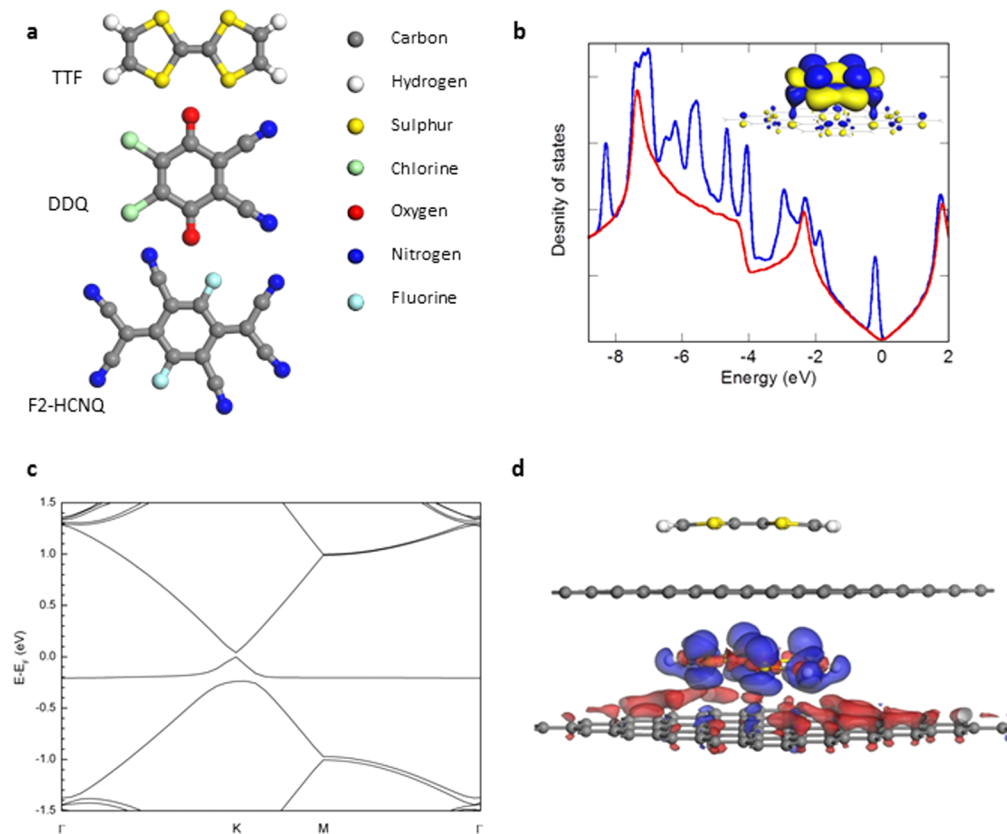 a
TTF
DDQ
F2-HCNQ
Carbon
Hydrogen
Sulphur
Chlorine
Oxygen
Nitrogen
Fluorine
b
Desnity of states
-8 -6 -4 -2 0 2
Energy (eV)
c
E-E_F (eV)
1.5
1.0
0.5
0.0
-0.5
-1.0
-1.5
Γ K M Γ
d